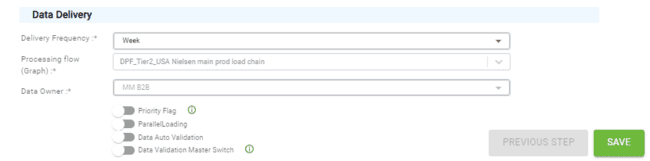 Data Delivery
Delivery Frequency :*
Week
Processing flow
(Graph) :*
DPF_Tier2_USA Nielsen main prod load chain
Data Owner :*
MM B2B
Priority Flag
ParallelLoading
Data Auto Validation
Data Validation Master Switch
PREVIOUS STEP
SAVE